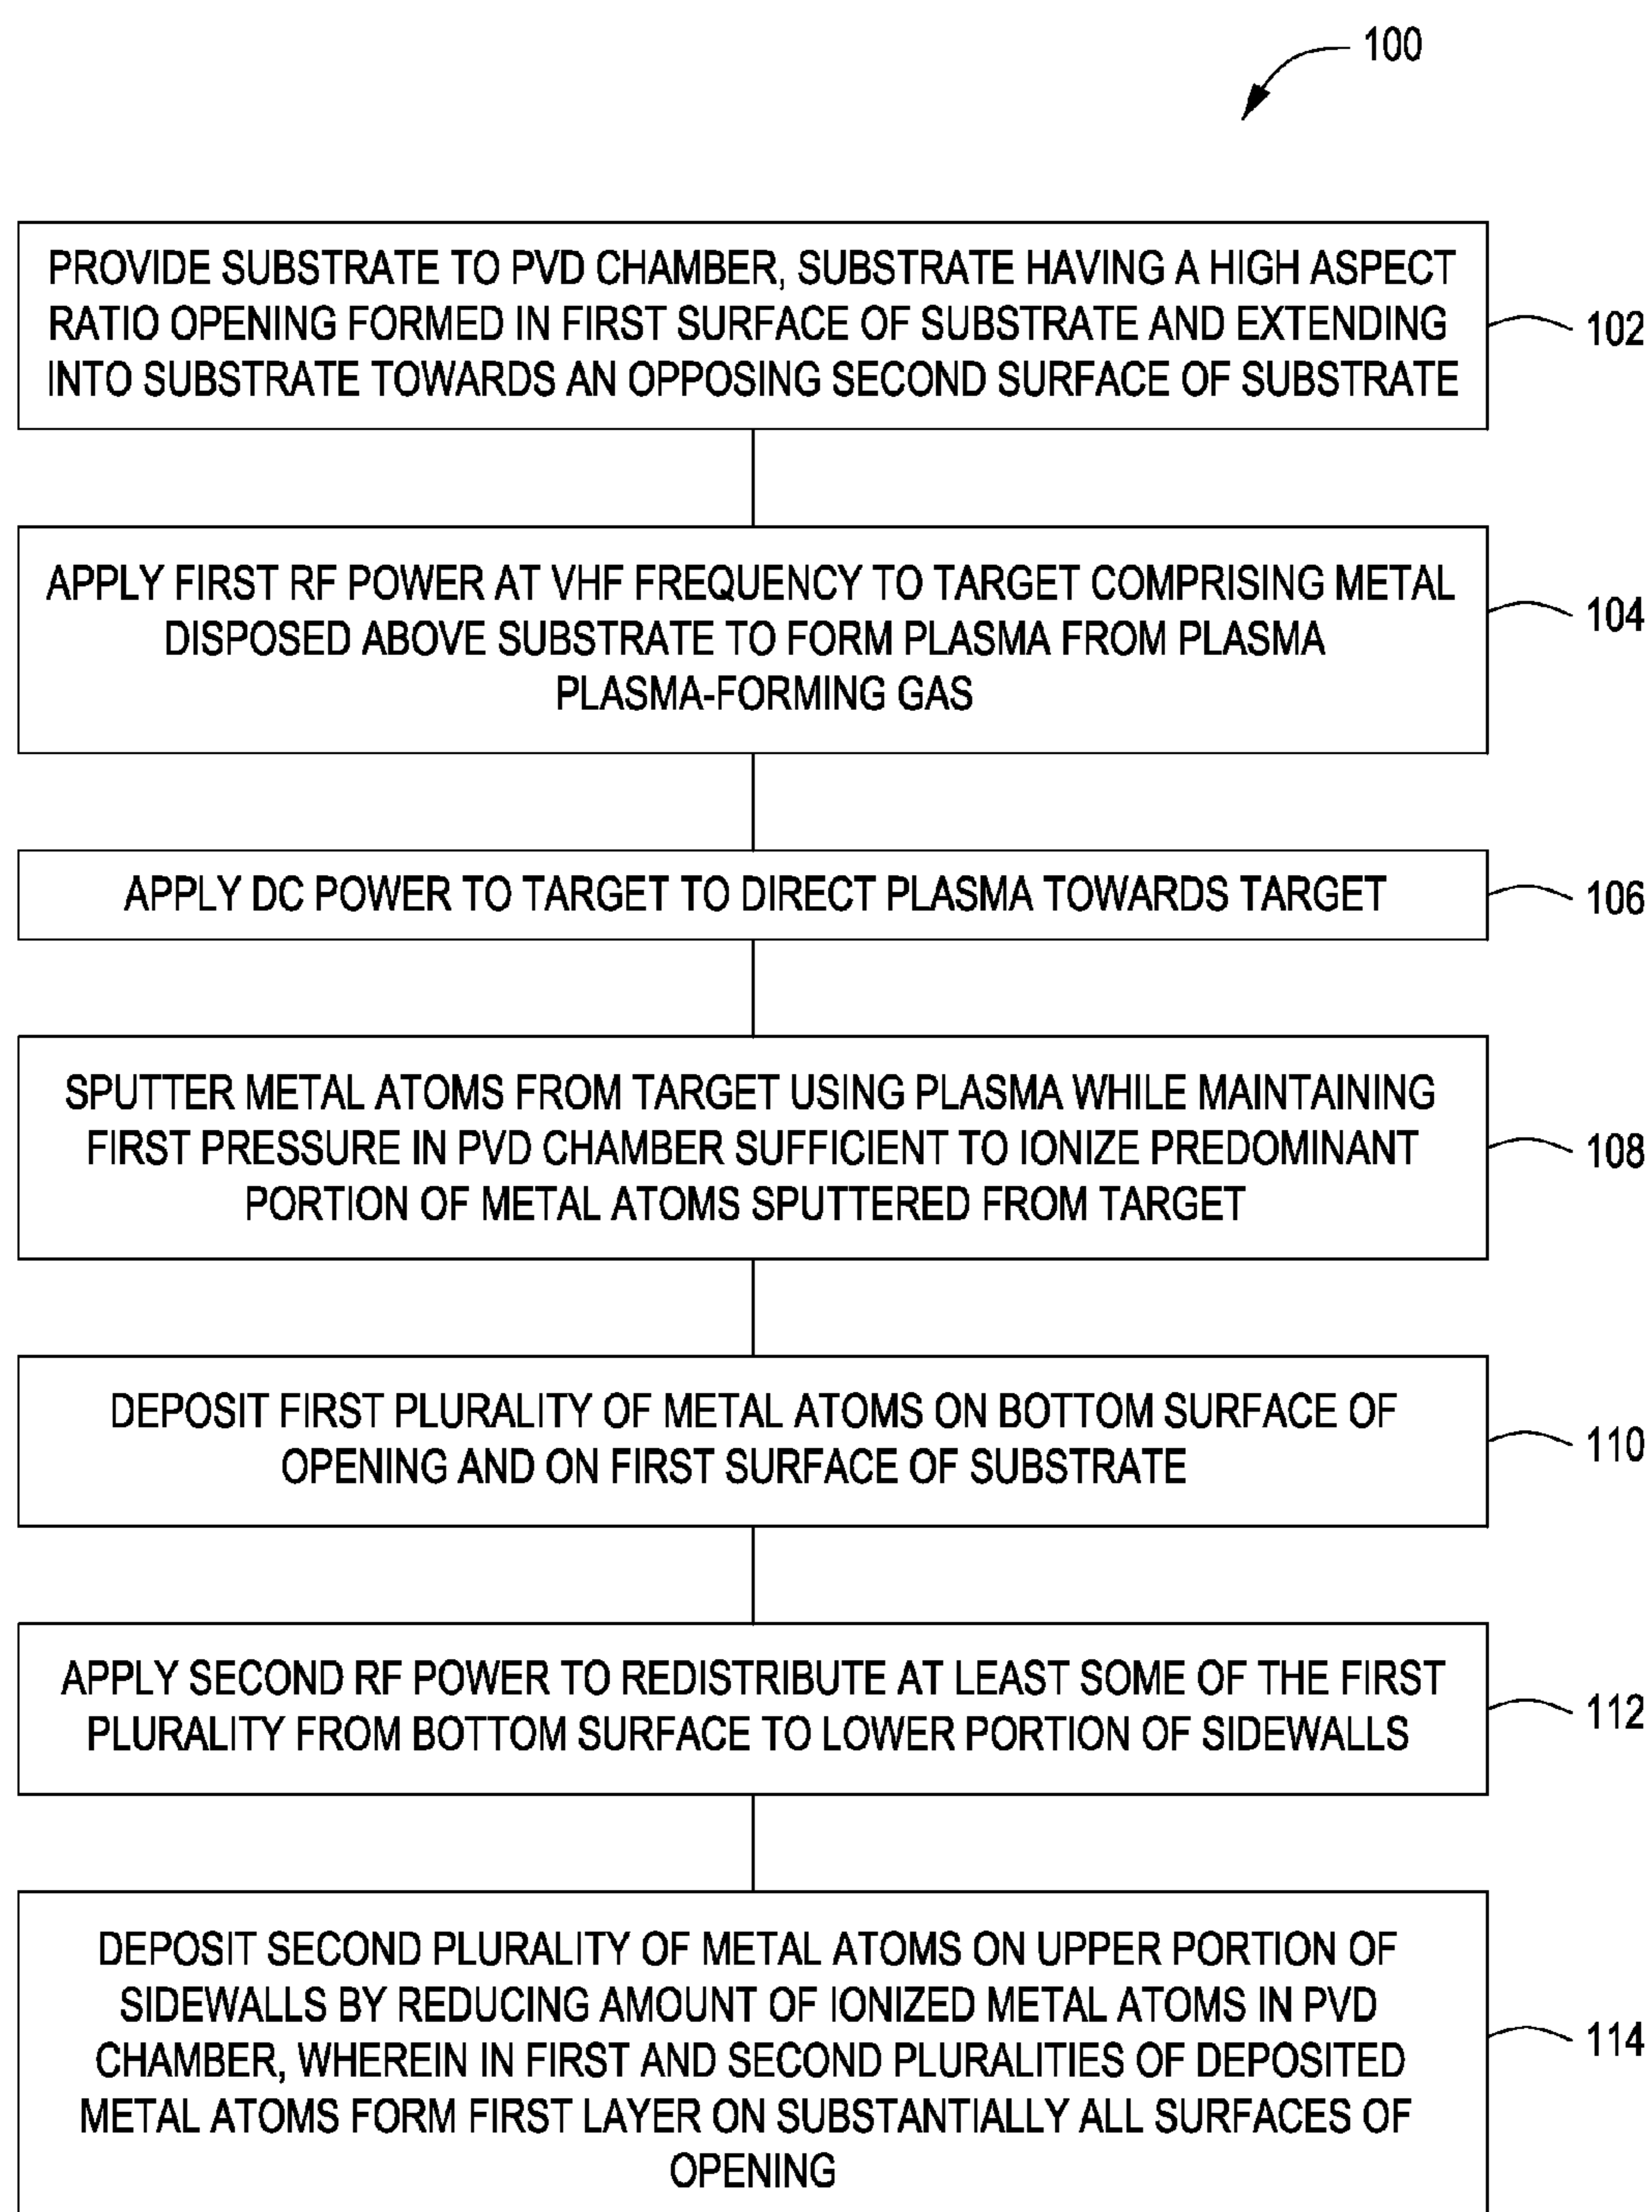 100
PROVIDE SUBSTRATE TO PVD CHAMBER, SUBSTRATE HAVING A HIGH ASPECT
RATIO OPENING FORMED IN FIRST SURFACE OF SUBSTRATE AND EXTENDING
INTO SUBSTRATE TOWARDS AN OPPOSING SECOND SURFACE OF SUBSTRATE
102
APPLY FIRST RF POWER AT VHF FREQUENCY TO TARGET COMPRISING METAL
DISPOSED ABOVE SUBSTRATE TO FORM PLASMA FROM PLASMA
PLASMA-FORMING GAS
104
APPLY DC POWER TO TARGET TO DIRECT PLASMA TOWARDS TARGET
106
SPUTTER METAL ATOMS FROM TARGET USING PLASMA WHILE MAINTAINING
FIRST PRESSURE IN PVD CHAMBER SUFFICIENT TO IONIZE PREDOMINANT
PORTION OF METAL ATOMS SPUTTERED FROM TARGET
108
DEPOSIT FIRST PLURALITY OF METAL ATOMS ON BOTTOM SURFACE OF
OPENING AND ON FIRST SURFACE OF SUBSTRATE
110
APPLY SECOND RF POWER TO REDISTRIBUTE AT LEAST SOME OF THE FIRST
PLURALITY FROM BOTTOM SURFACE TO LOWER PORTION OF SIDEWALLS
112
DEPOSIT SECOND PLURALITY OF METAL ATOMS ON UPPER PORTION OF
SIDEWALLS BY REDUCING AMOUNT OF IONIZED METAL ATOMS IN PVD
CHAMBER, WHEREIN IN FIRST AND SECOND PLURALITIES OF DEPOSITED
METAL ATOMS FORM FIRST LAYER ON SUBSTANTIALLY ALL SURFACES OF
OPENING
114